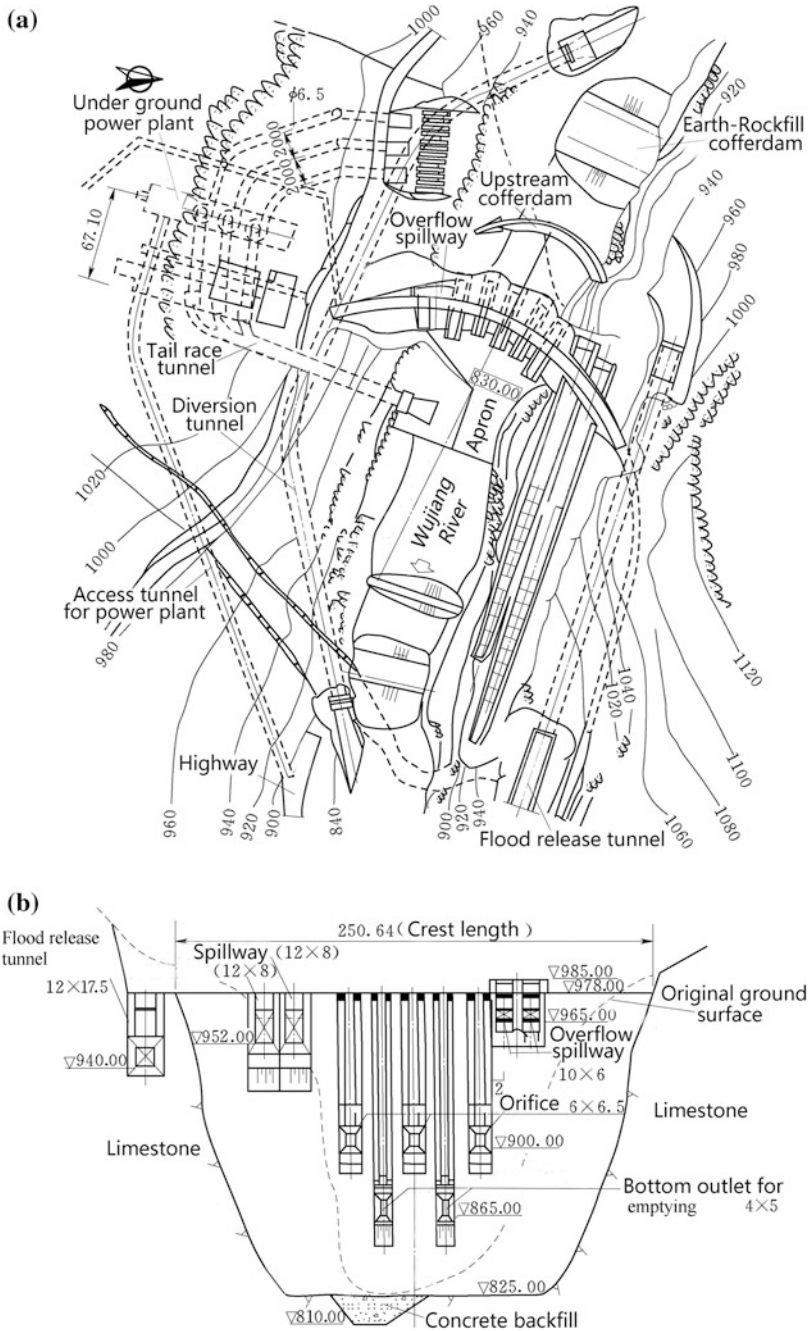 (a)
1000
960
940
920
Under ground
power plant
ϕ6.5
2000
2000
67.10
Overflow
spillway
Upstream
cofferdam
Earth-Rockfill
cofferdam
940
960
980
1000
Tail race
tunnel
Diversion
tunnel
830.00
Apron
Wujiang
River
1020
1000
Access tunnel
for power plant
980
Highway
960
940
920
900
840
900
920
940
Flood release tunnel
1020
1040
1060
1080
1100
1120
(b)
250.64 (Crest length)
Flood release
tunnel
12×17.5
Spillway (12×8)
(12×8)
▽985.00
▽978.00
▽965.00
Original ground
surface
▽940.00
▽952.00
Overflow
spillway
10×6
2
Orifice 6×6.5
Limestone
Limestone
▽900.00
Bottom outlet for
emptying 4×5
▽865.00
▽825.00
▽810.00
Concrete backfill